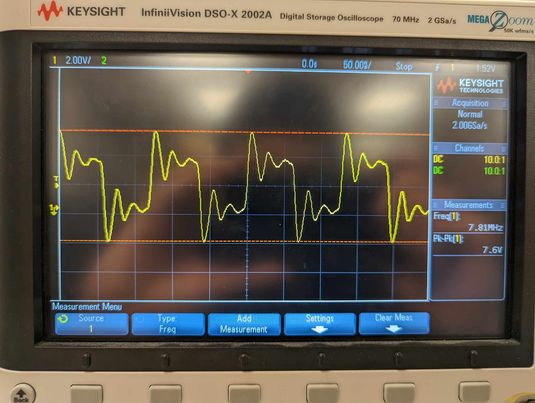 KEYSIGHT InfiniiVision DSO-X 2002A Digital Storage Oscilloscope 70 MHz 2 GSa/s MEGA Zoom
50K wfms/s
1 2.00V/ 2 0.0s 50.00%/ Stop 1 1.52V
KEYSIGHT
TECHNOLOGIES
Acquisition
Normal
2.00GSa/s
Channels
DC 10.0:1
DC 10.0:1
Measurements
Freq(1):
7.81MHz
Pk-Pk(1):
7.6V
Measurement Menu
Source
1
Type:
Freq
Add
Measurement
Settings
Clear Meas
Back